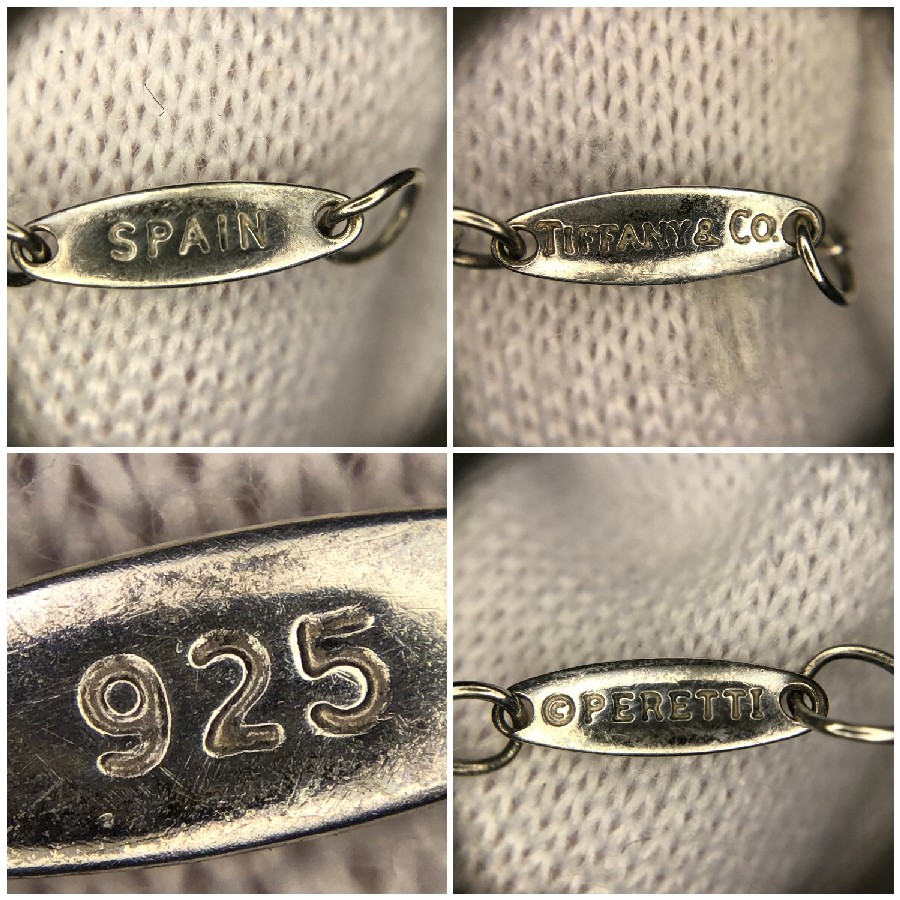 SPAIN
TIFFANY & CO.
925
©PERETTI